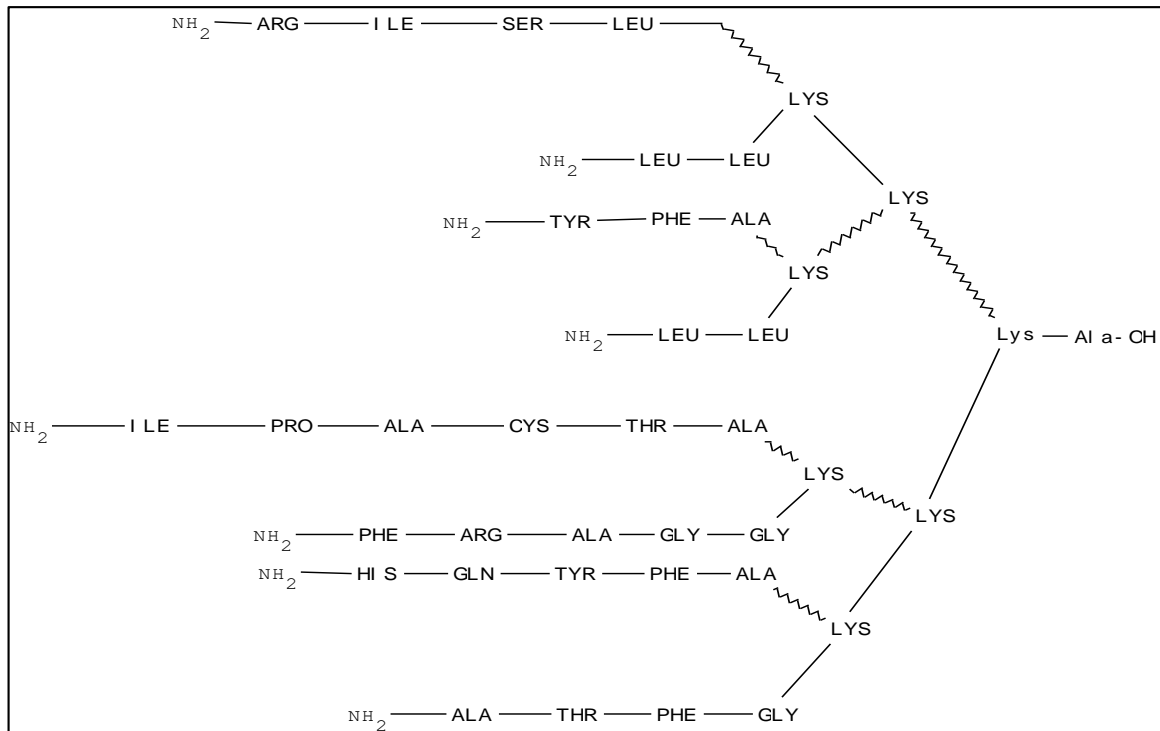 NH2 ARG ILE SER LEU
LYS
NH2 LEU LEU
LYS
NH2 TYR PHE ALA
LYS
NH2 LEU LEU
Lys Ala-OH
NH2 ILE PRO ALA CYS THR ALA
LYS
LYS
NH2 PHE ARG ALA GLY GLY
NH2 HIS GLN TYR PHE ALA
LYS
NH2 ALA THR PHE GLY